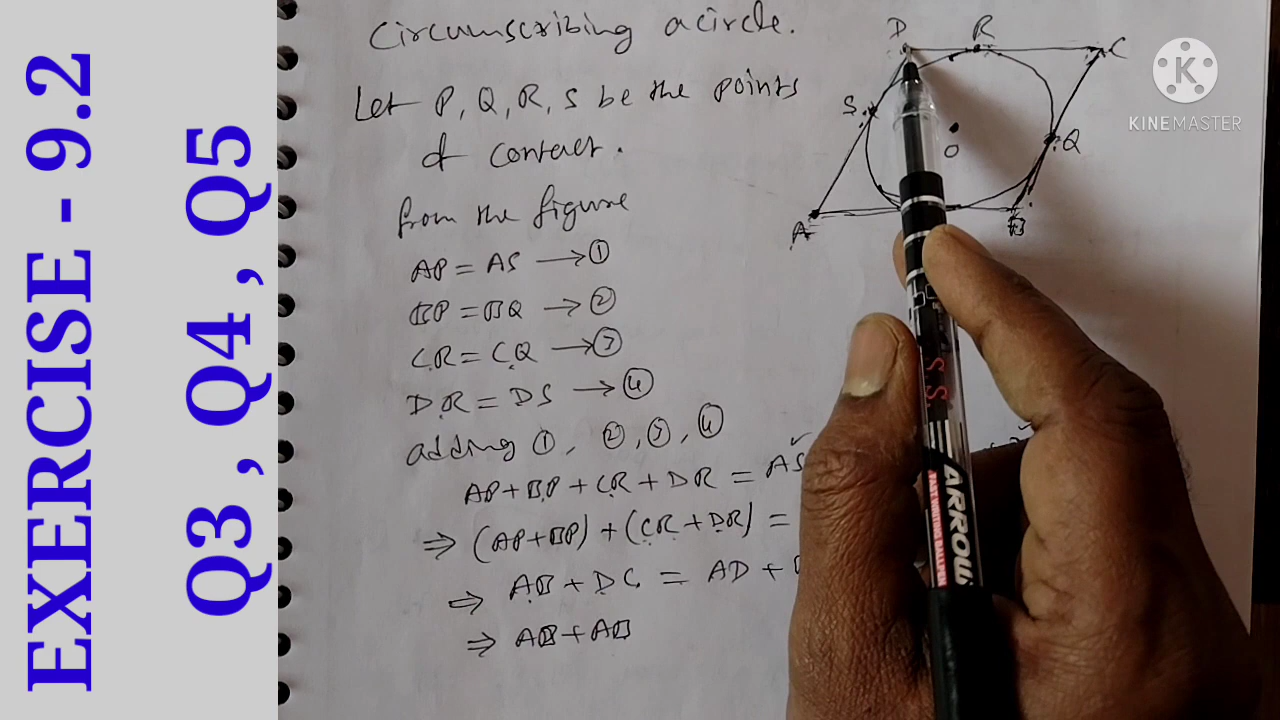 EXERCISE - 9.2
Q3 , Q4 , Q5
Circumscribing a circle.
Let P, Q, R, S be the points
of contact.
from the figure
AP = AS → ①
BP = BQ → ②
CR = CQ → ③
DR = DS → ④
adding ①, ②, ③, ④
AP + BP + CR + DR = AS
⇒ (AP + BP) + (CR + DR) =
⇒ AB + DC = AD +
⇒ AB + AB
D R C
S
Q
O
A B
K
KINEMASTER
ARROW